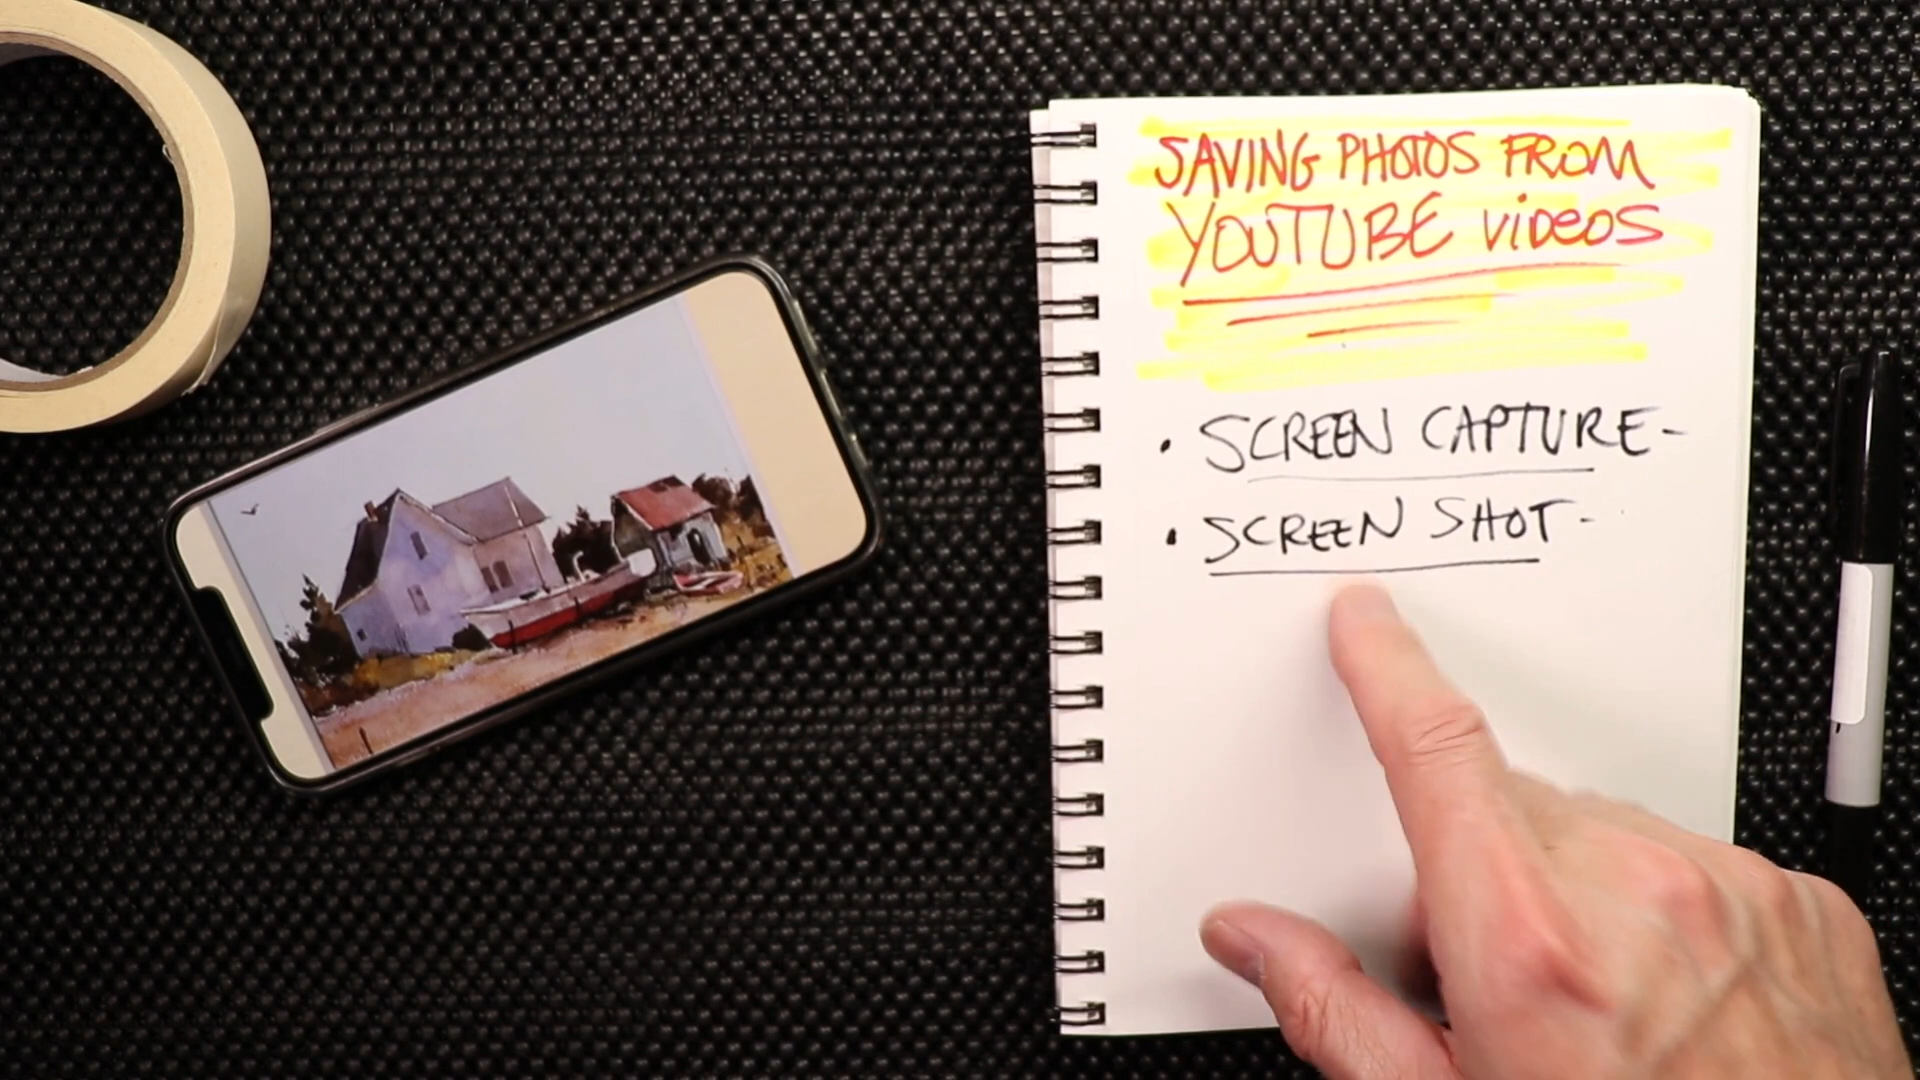 SAVING PHOTOS FROM
YOUTUBE ViDEOS
• SCREEN CAPTURE-
• SCREEN SHOT-